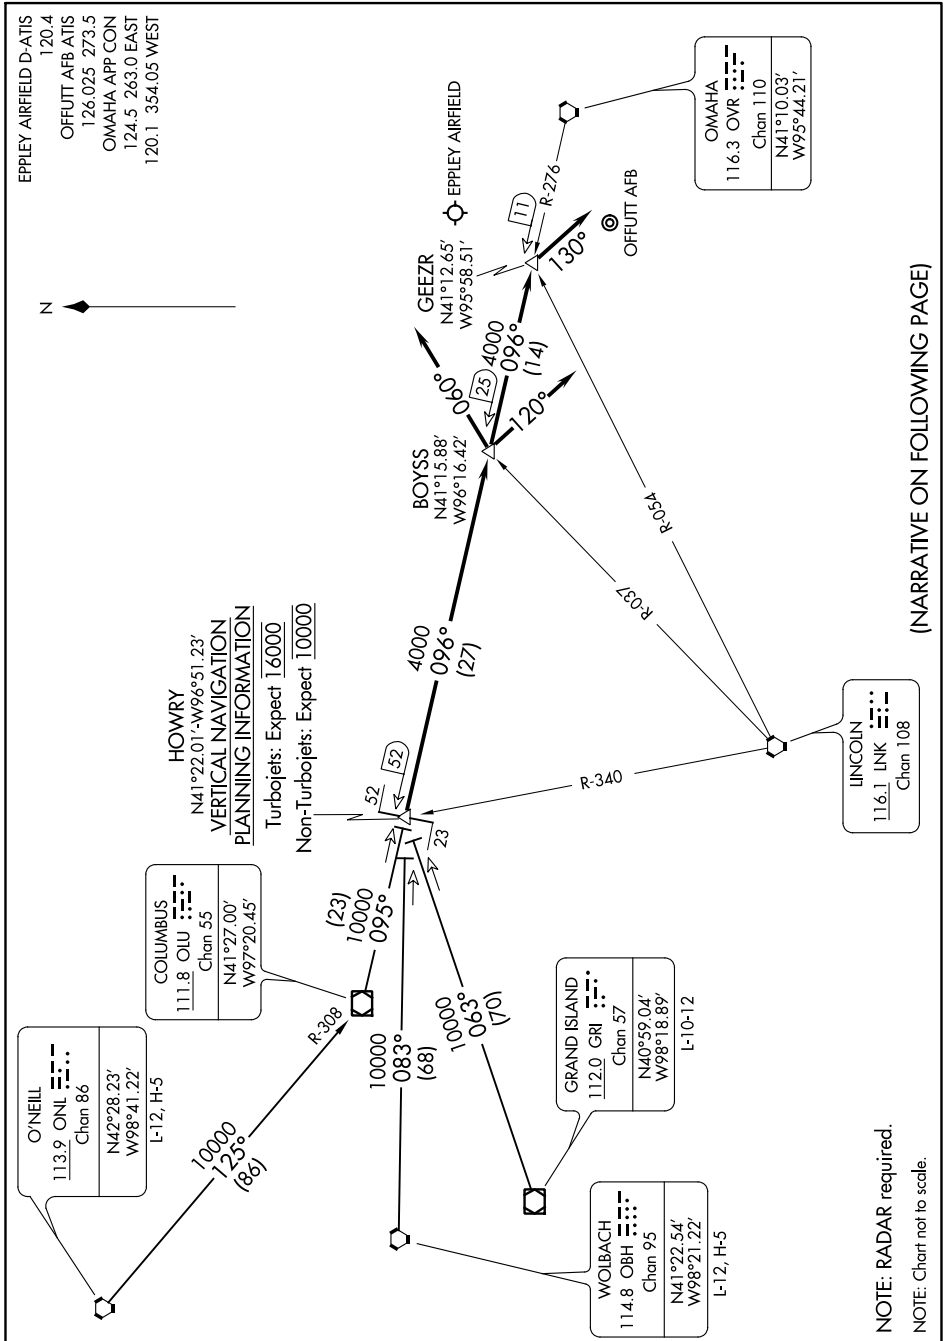 EPPLEY AIRFIELD D-ATIS
120.4
OFFUTT AFB ATIS
126.025 273.5
OMAHA APP CON
124.5 263.0 EAST
120.1 354.05 WEST
N
O'NEILL
113.9 ONL
Chan 86
N42°28.23'
W98°41.22'
L-12, H-5
10000
125°
(86)
R-308
COLUMBUS
111.8 OLU
Chan 55
N41°27.00'
W97°20.45'
(23)
10000
095°
HOWRY
N41°22.01'-W96°51.23'
VERTICAL NAVIGATION
PLANNING INFORMATION
Turbojets: Expect 16000
Non-Turbojets: Expect 10000
52
52
23
10000
083°
(68)
10000
063°
(70)
WOLBACH
114.8 OBH
Chan 95
N41°22.54'
W98°21.22'
L-12, H-5
GRAND ISLAND
112.0 GRI
Chan 57
N40°59.04'
W98°18.89'
L-10-12
4000
096°
(27)
BOYSS
N41°15.88'
W96°16.42'
060°
25
120°
4000
096°
(14)
GEEZR
N41°12.65'
W95°58.51'
EPPLEY AIRFIELD
11
R-276
130°
OFFUTT AFB
OMAHA
116.3 OVR
Chan 110
N41°10.03'
W95°44.21'
R-340
R-037
R-054
LINCOLN
116.1 LNK
Chan 108
(NARRATIVE ON FOLLOWING PAGE)
NOTE: RADAR required.
NOTE: Chart not to scale.